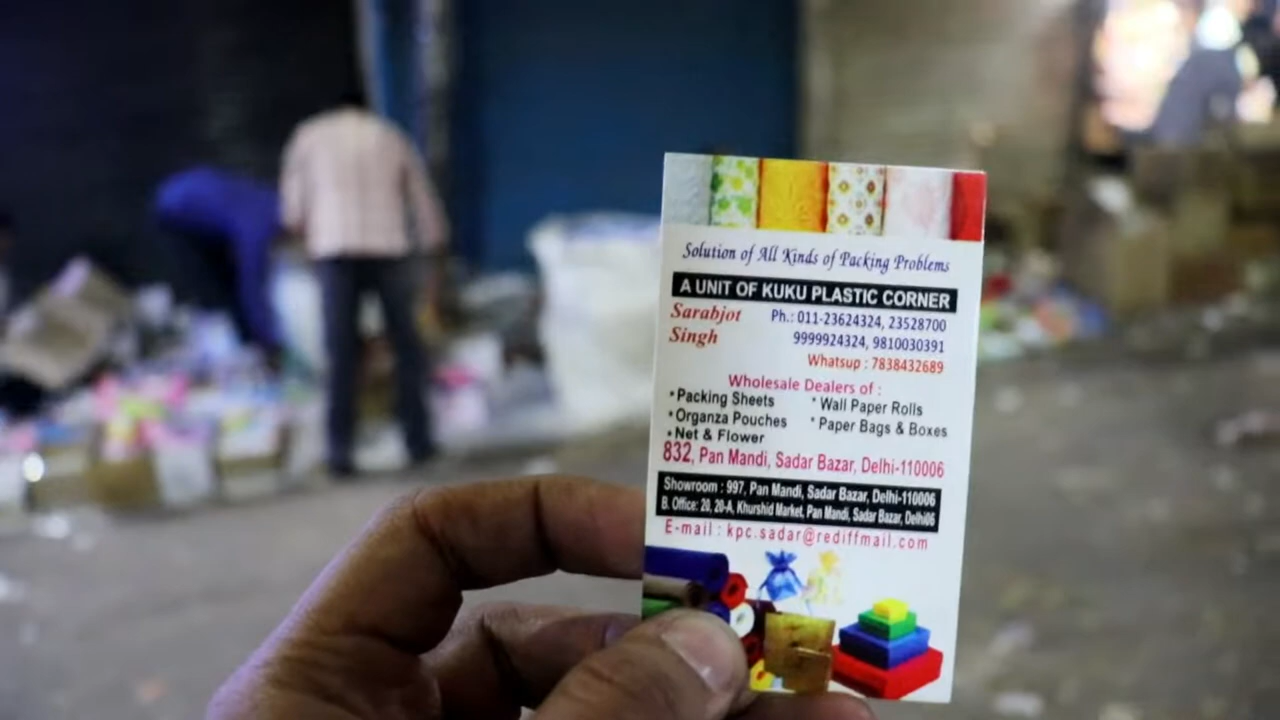 Solution of All Kinds of Packing Problems
A UNIT OF KUKU PLASTIC CORNER
Sarabjot Singh
Ph.: 011-23624324, 23528700
9999924324, 9810030391
Whatsup : 7838432689
Wholesale Dealers of :
• Packing Sheets * Wall Paper Rolls
• Organza Pouches * Paper Bags & Boxes
• Net & Flower
832, Pan Mandi, Sadar Bazar, Delhi-110006
Showroom : 997, Pan Mandi, Sadar Bazar, Delhi-110006
B. Office: 20, 20-A, Khurshid Market, Pan Mandi, Sadar Bazar, Delhi06
E-mail : kpc.sadar@rediffmail.com